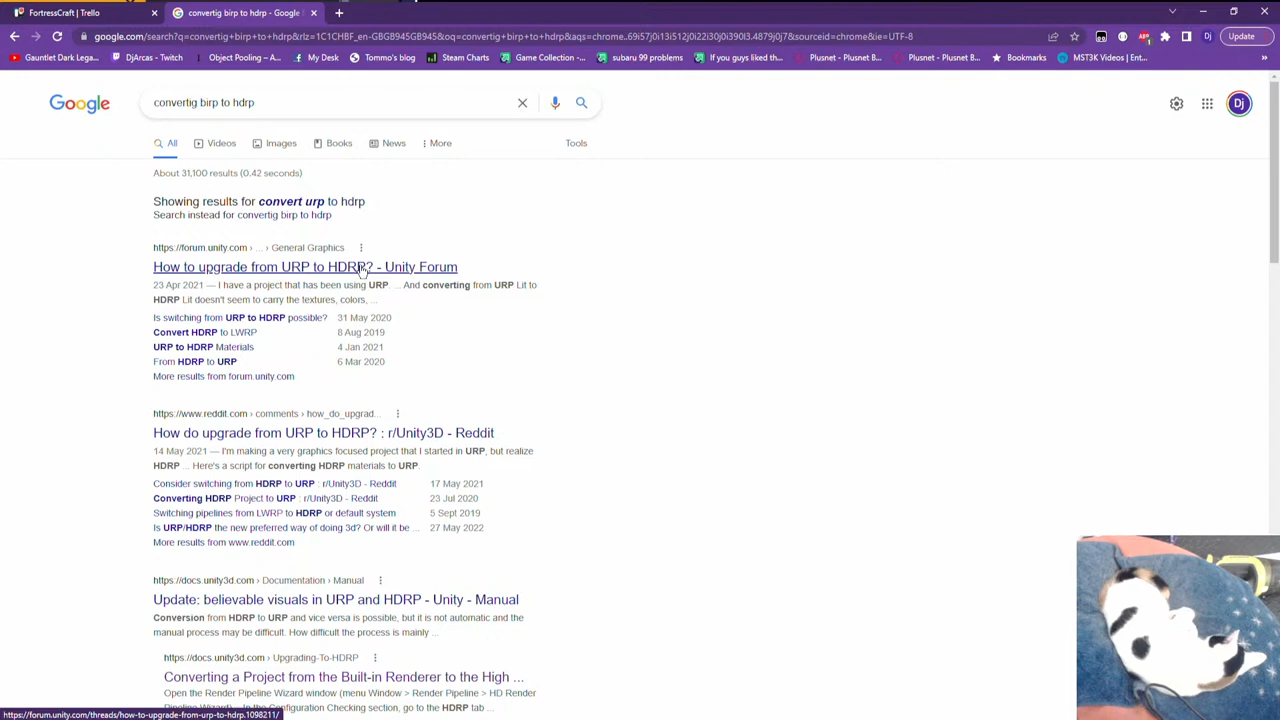 FortressCraft | Trello
convertig birp to hdrp - Google S
google.com/search?q=convertig+birp+to+hdrp&rlz=1C1CHBF_en-GBGB945GB945&oq=convertig+birp+to+hdrp&aqs=chrome..69i57j0i13i512j0i22i30j0i390l3.4879j0j7&sourceid=chrome&ie=UTF-8
Dj
Update
Gauntlet Dark Lega...
DjArcas - Twitch
Object Pooling – A...
My Desk
Tommo's blog
Steam Charts
Game Collection-...
subaru 99 problems
If you guys liked th...
Plusnet - Plusnet B...
Plusnet - Plusnet B...
Bookmarks
MST3K Videos | Ent...
Google
convertig birp to hdrp
Dj
All
Videos
Images
Books
News
More
Tools
About 31,100 results (0.42 seconds)
Showing results for convert urp to hdrp
Search instead for convertig birp to hdrp
https://forum.unity.com › ... › General Graphics
How to upgrade from URP to HDRP? - Unity Forum
23 Apr 2021 — I have a project that has been using URP. ... And converting from URP Lit to
HDRP Lit doesn't seem to carry the textures, colors, ...
Is switching from URP to HDRP possible? 31 May 2020
Convert HDRP to LWRP 8 Aug 2019
URP to HDRP Materials 4 Jan 2021
From HDRP to URP 6 Mar 2020
More results from forum.unity.com
https://www.reddit.com › comments › how_do_upgrad...
How do upgrade from URP to HDRP? : r/Unity3D - Reddit
14 May 2021 — I'm making a very graphics focused project that I started in URP, but realize
HDRP ... Here's a script for converting HDRP materials to URP.
Consider switching from HDRP to URP : r/Unity3D - Reddit 17 May 2021
Converting HDRP Project to URP : r/Unity3D - Reddit 23 Jul 2020
Switching pipelines from LWRP to HDRP or default system 5 Sept 2019
Is URP/HDRP the new preferred way of doing 3d? Or will it be ... 27 May 2022
More results from www.reddit.com
https://docs.unity3d.com › Documentation › Manual
Update: believable visuals in URP and HDRP - Unity - Manual
Conversion from HDRP to URP and vice versa is possible, but it is not automatic and the
manual process may be difficult. How difficult the process is mainly ...
https://docs.unity3d.com › Upgrading-To-HDRP
Converting a Project from the Built-in Renderer to the High ...
Open the Render Pipeline Wizard window (menu Window > Render Pipeline > HD Render
Pipeline Wizard) ... In the Configuration Checking section, go to the HDRP tab ...
https://forum.unity.com/threads/how-to-upgrade-from-urp-to-hdrp.1098211/